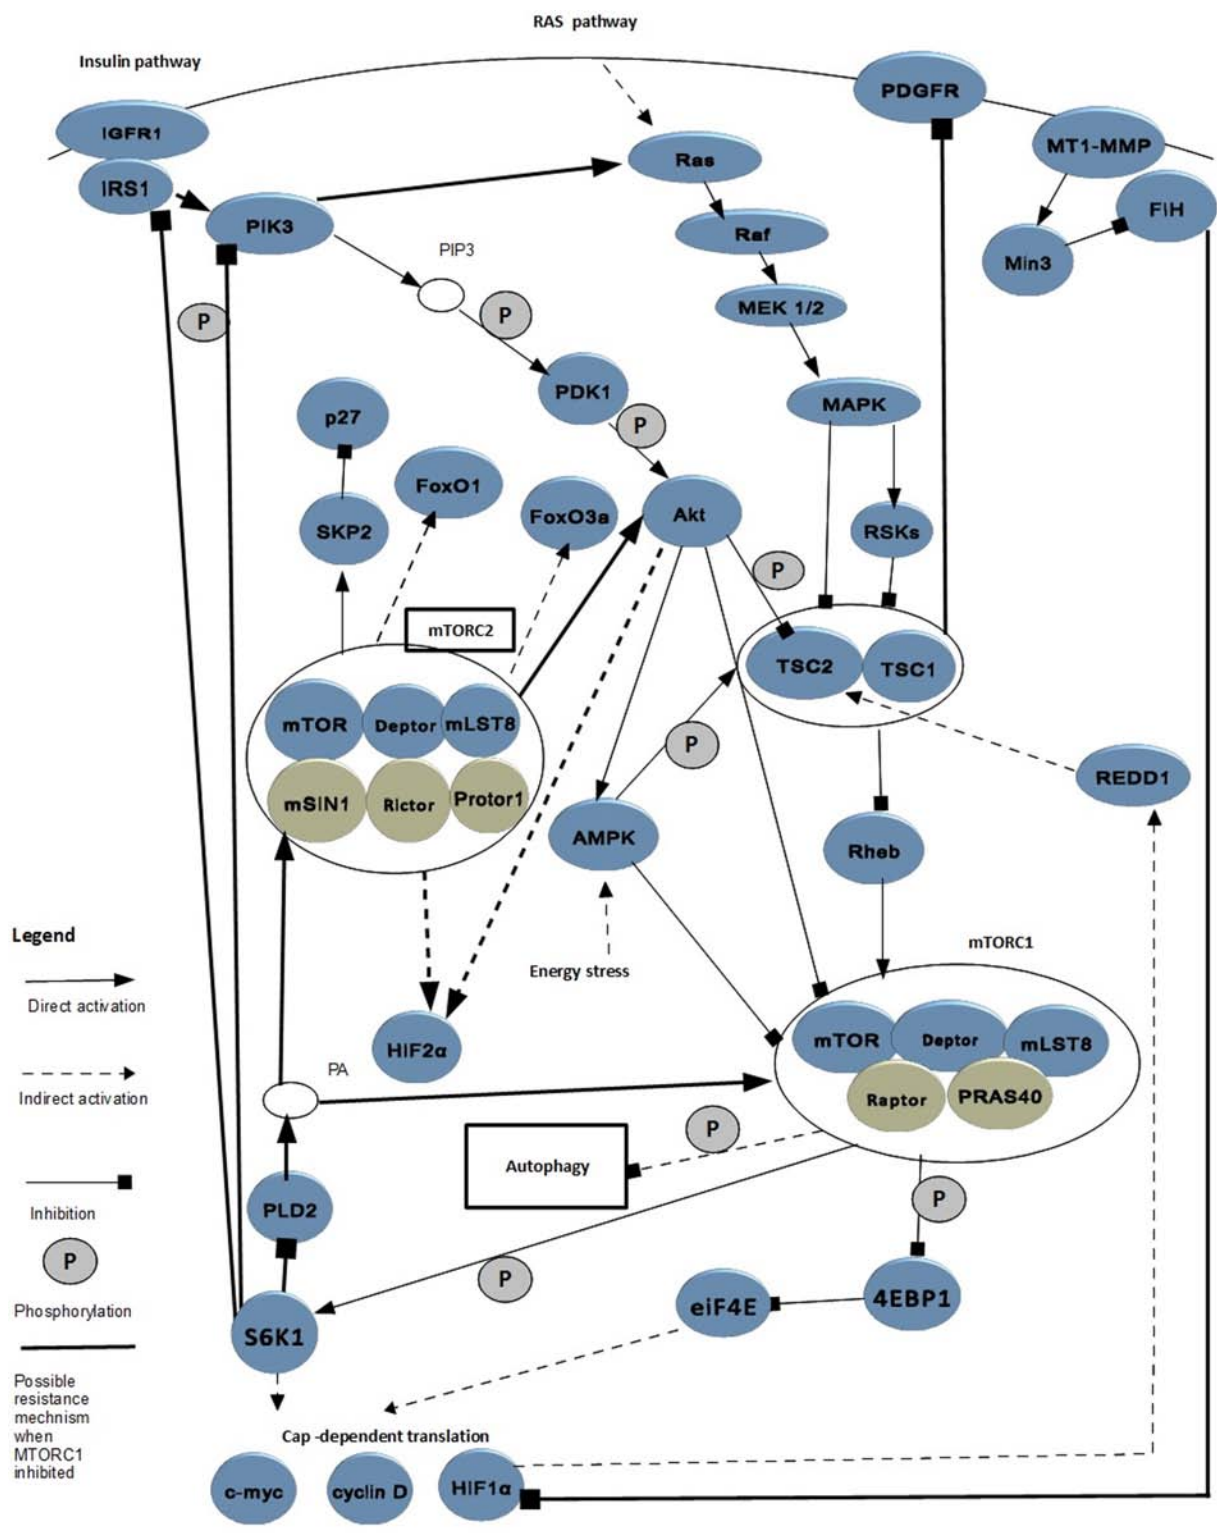 RAS pathway
Insulin pathway
PDGFR
IGFR1
MT1-MMP
Ras
IRS1
FIH
PIK3
Raf
PIP3
Min3
MEK 1/2
P
P
PDK1
MAPK
p27
P
FoxO1
FoxO3a
Akt
SKP2
RSKs
P
mTORC2
TSC2
TSC1
mTOR
Deptor
mLST8
P
REDD1
mSIN1
Rictor
Protor1
AMPK
Rheb
Legend
mTORC1
Energy stress
Direct activation
mTOR
Deptor
mLST8
HIF2α
PA
Indirect activation
Raptor
PRAS40
P
Autophagy
PLD2
P
Inhibition
P
P
Phosphorylation
eiF4E
4EBP1
S6K1
Possible
resistance
mechnism
when
MTORC1
inhibited
Cap -dependent translation
c-myc
cyclin D
HIF1α